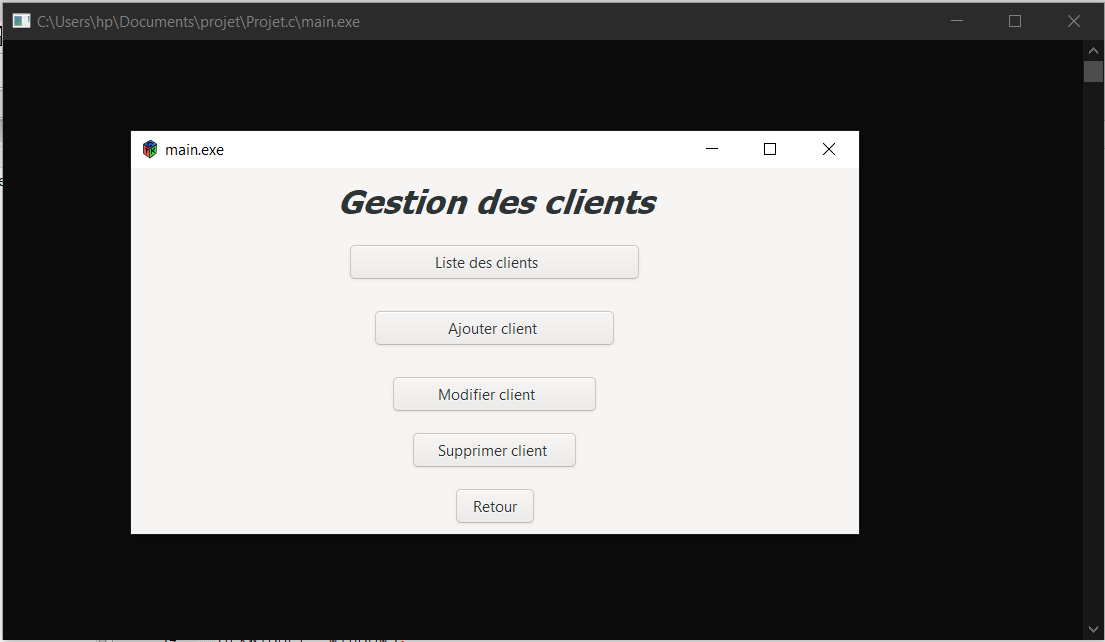 C:\Users\hp\Documents\projet\Projet.c\main.exe
main.exe
Gestion des clients
Liste des clients
Ajouter client
Modifier client
Supprimer client
Retour